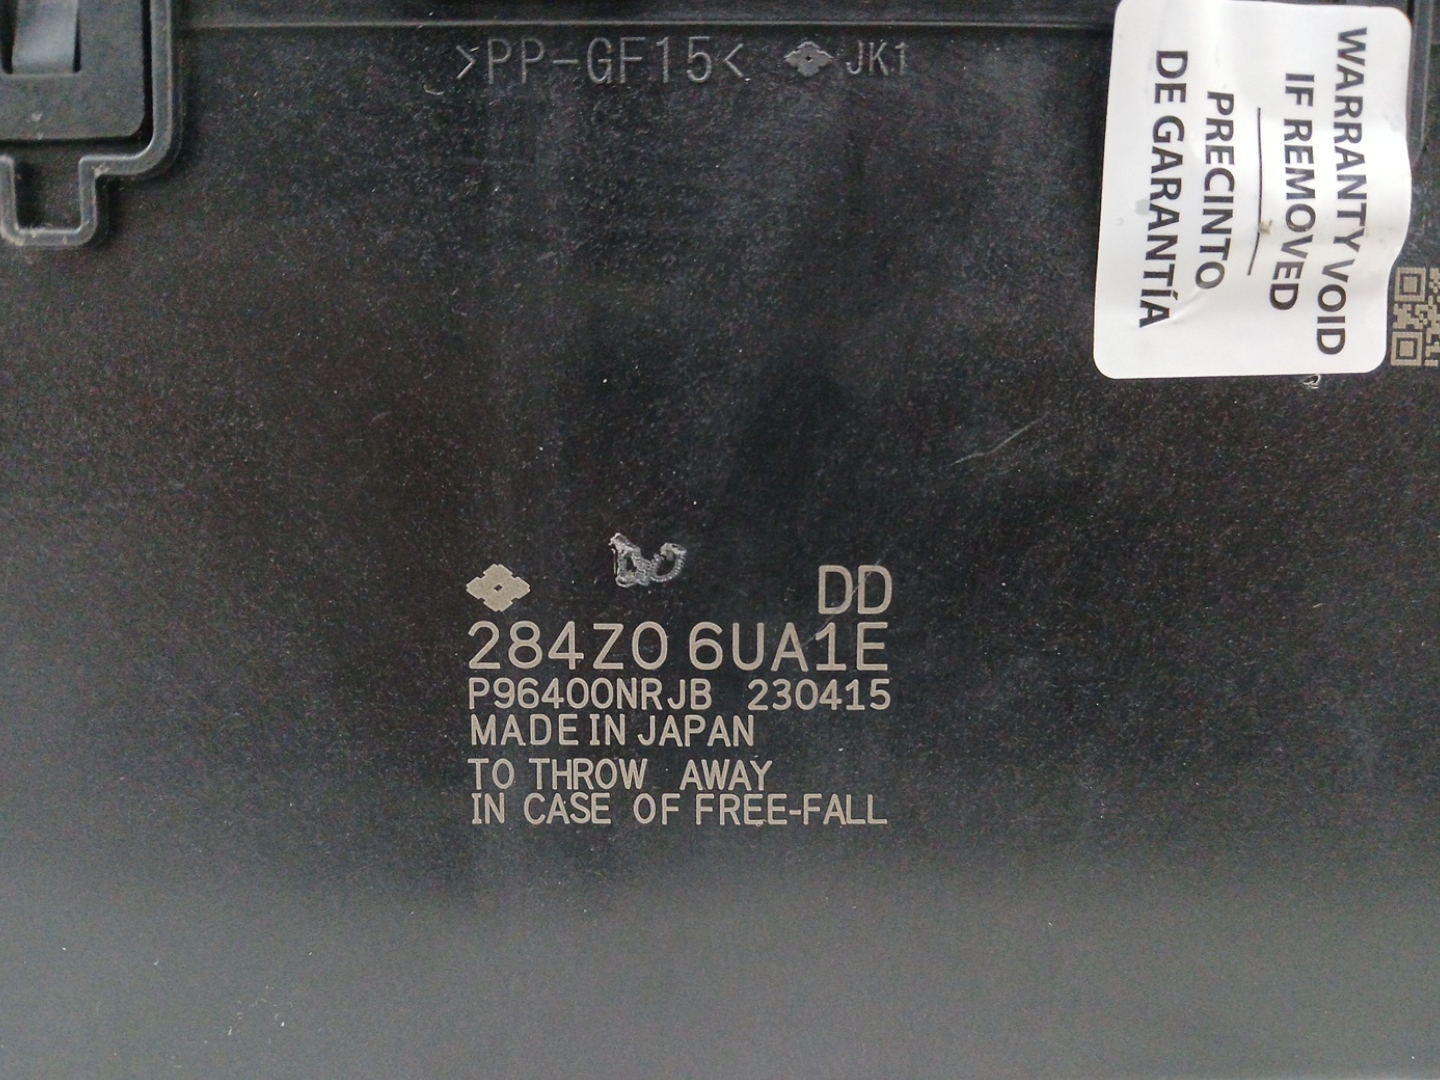 >PP-GF15< JK1
WARRANTY VOID
IF REMOVED
PRECINTO
DE GARANTÍA
DD
284Z0 6UA1E
P96400NRJB 230415
MADE IN JAPAN
TO THROW AWAY
IN CASE OF FREE-FALL